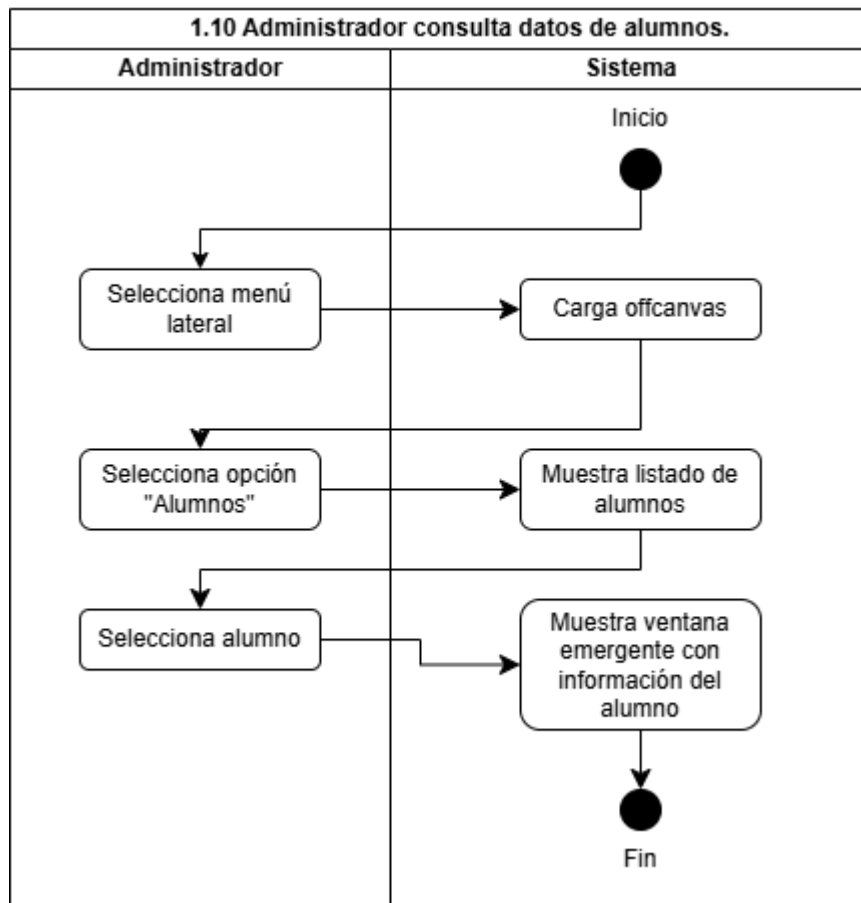 1.10 Administrador consulta datos de alumnos.
Administrador
Sistema
Inicio
Selecciona menú
lateral
Carga offcanvas
Selecciona opción
"Alumnos"
Muestra listado de
alumnos
Selecciona alumno
Muestra ventana
emergente con
información del
alumno
Fin